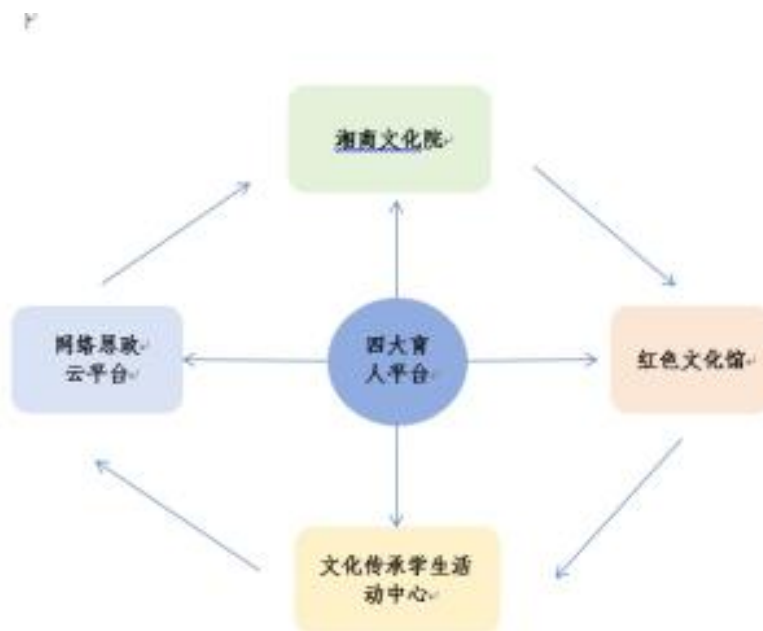 湘南文化院
网络思政
云平台
四大育
人平台
红色文化馆
文化传承学生活
动中心